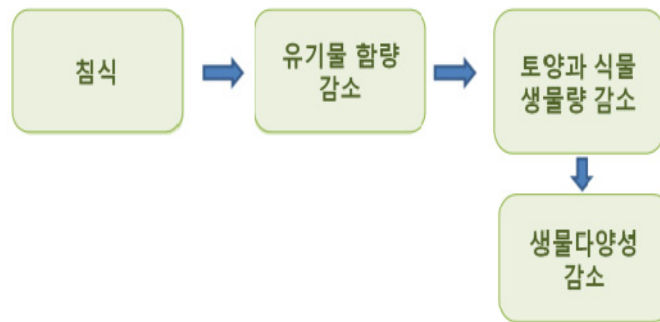 침식
유기물 함량
감소
토양과 식물
생물량 감소
생물다양성
감소